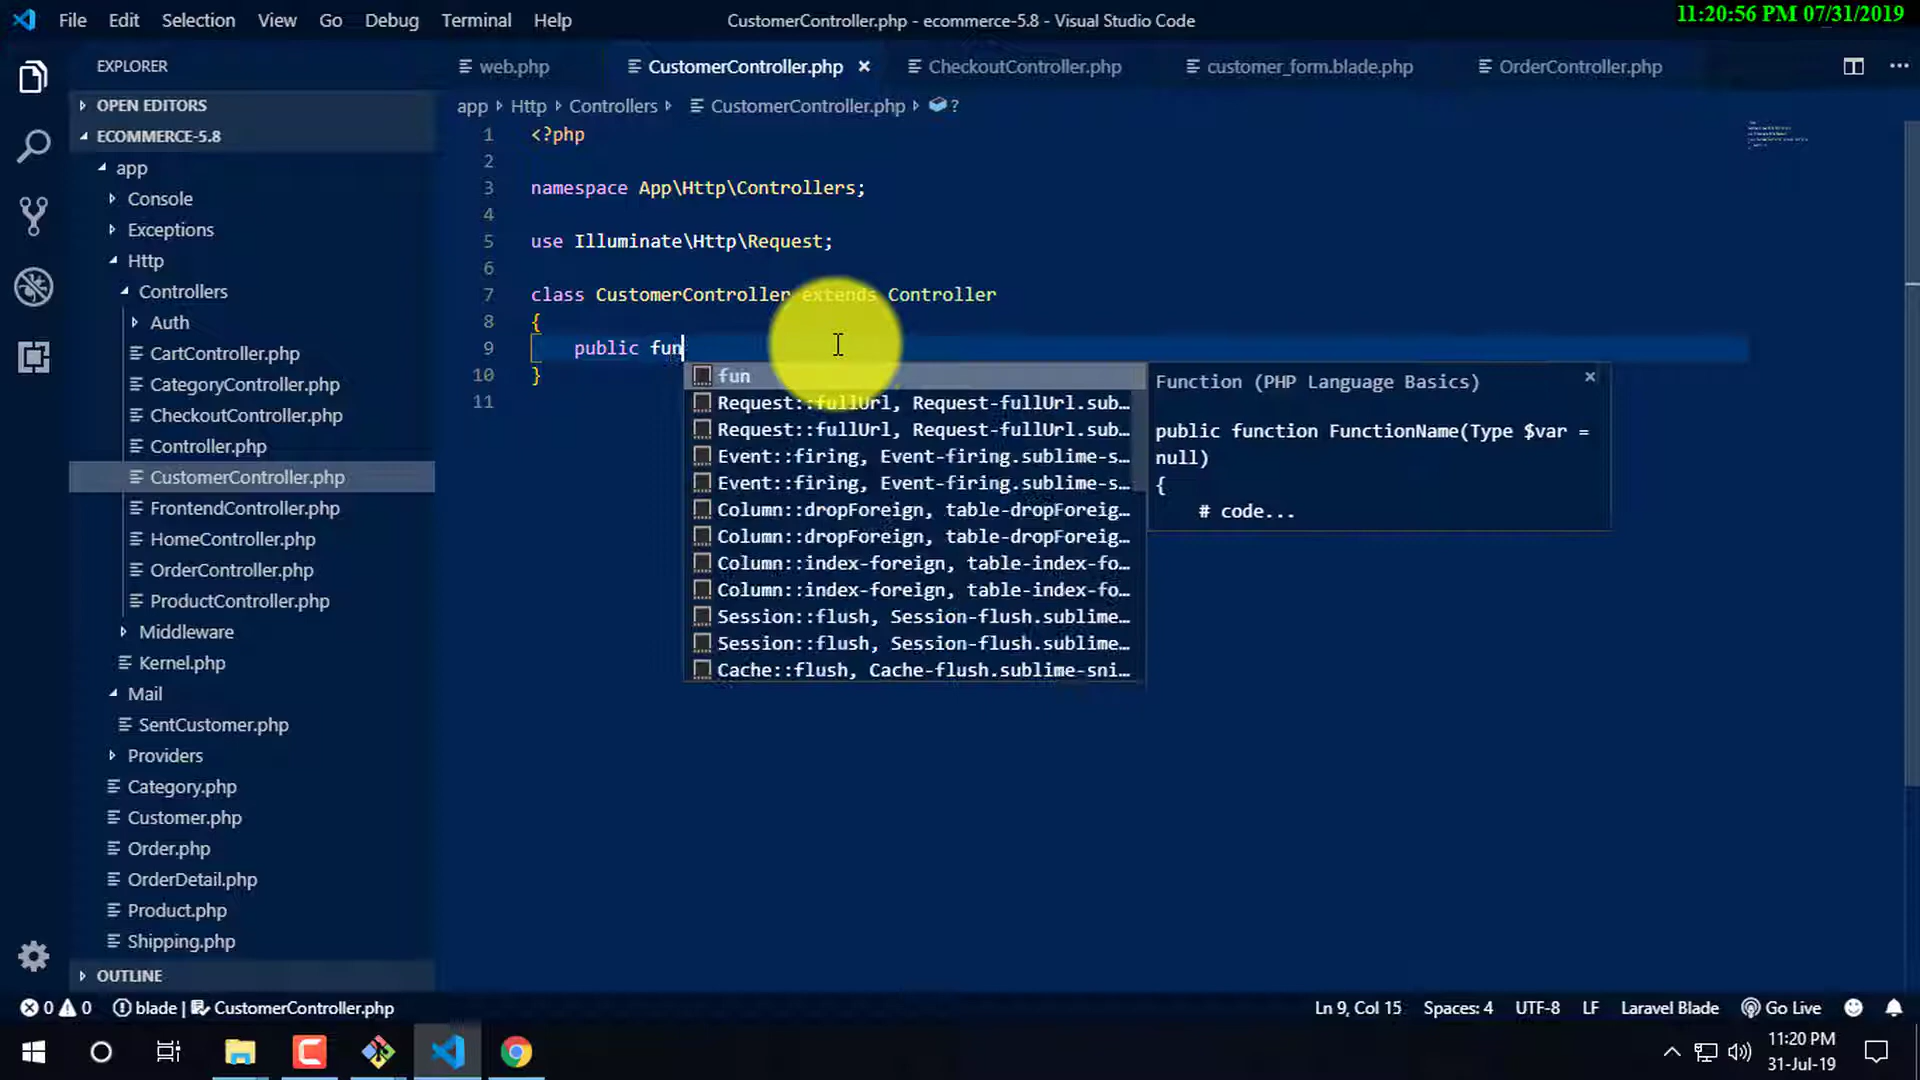 File Edit Selection View Go Debug Terminal Help
CustomerController.php - ecommerce-5.8 - Visual Studio Code
11:20:56 PM 07/31/2019
EXPLORER
OPEN EDITORS
ECOMMERCE-5.8
app
Console
Exceptions
Http
Controllers
Auth
CartController.php
CategoryController.php
CheckoutController.php
Controller.php
CustomerController.php
FrontendController.php
HomeController.php
OrderController.php
ProductController.php
Middleware
Kernel.php
Mail
SentCustomer.php
Providers
Category.php
Customer.php
Order.php
OrderDetail.php
Product.php
Shipping.php
OUTLINE
web.php CustomerController.php × CheckoutController.php customer_form.blade.php OrderController.php
app Http Controllers CustomerController.php ?
1 <?php
2
3 namespace App\Http\Controllers;
4
5 use Illuminate\Http\Request;
6
7 class CustomerController extends Controller
8 {
9 public fun
10 }
11
fun
Request::fullUrl, Request-fullUrl.sub…
Request::fullUrl, Request-fullUrl.sub…
Event::firing, Event-firing.sublime-s…
Event::firing, Event-firing.sublime-s…
Column::dropForeign, table-dropForeig…
Column::dropForeign, table-dropForeig…
Column::index-foreign, table-index-fo…
Column::index-foreign, table-index-fo…
Session::flush, Session-flush.sublime…
Session::flush, Session-flush.sublime…
Cache::flush, Cache-flush.sublime-sni…
Function (PHP Language Basics) ×
public function FunctionName(Type $var =
null)
{
# code...
0 0 blade | CustomerController.php
Ln 9, Col 15 Spaces: 4 UTF-8 LF Laravel Blade Go Live
11:20 PM
31-Jul-19